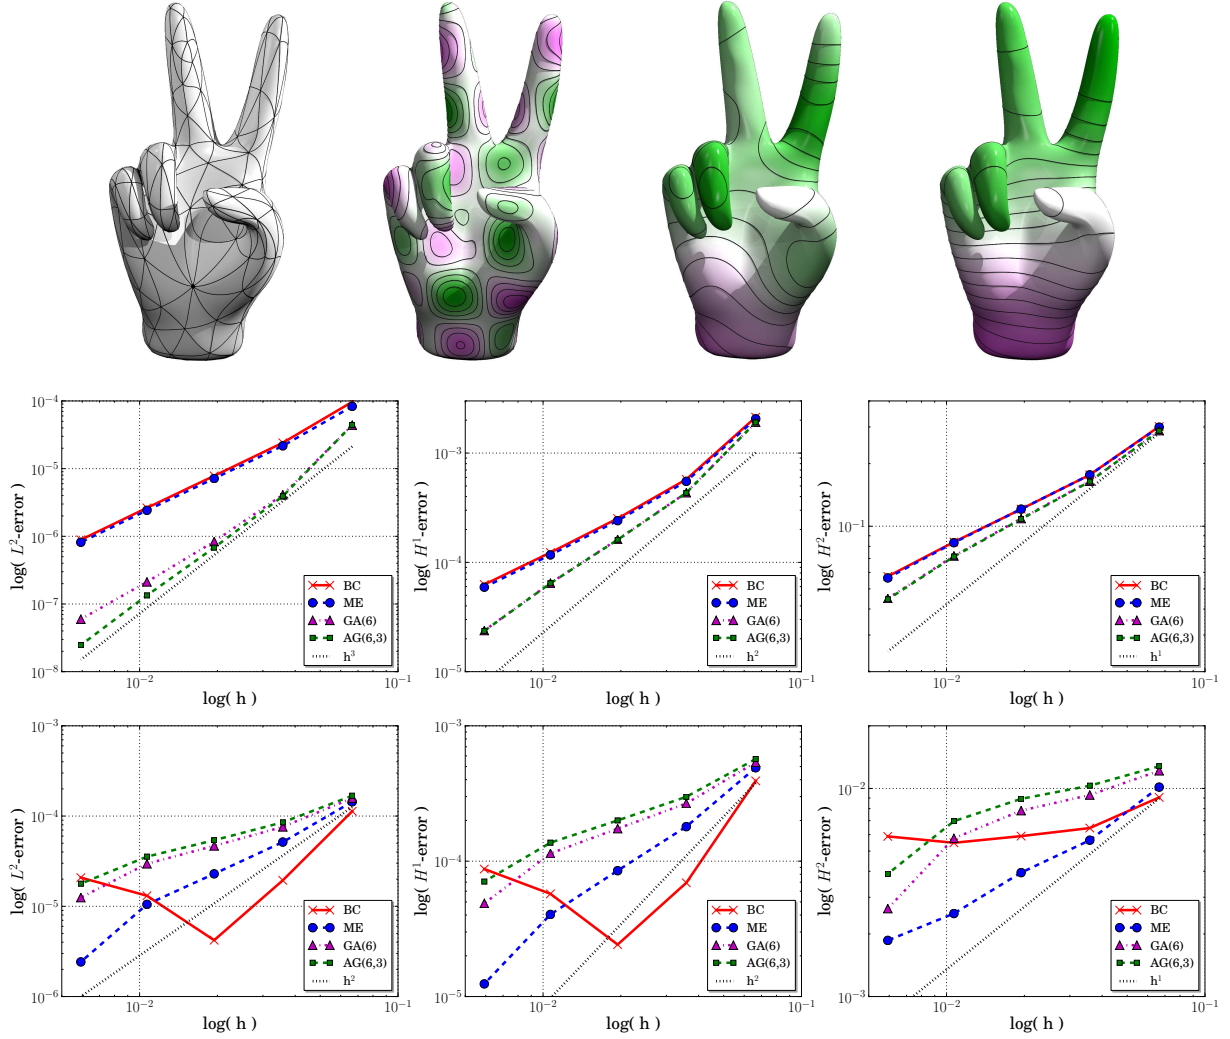 10⁻⁴
10⁻⁵
10⁻⁶
10⁻⁷
10⁻⁸
log( L²-error)
BC
ME
GA(6)
AG(6,3)
h³
10⁻²
10⁻¹
log( h )
10⁻³
10⁻⁴
10⁻⁵
log( H¹-error)
BC
ME
GA(6)
AG(6,3)
h²
10⁻²
10⁻¹
log( h )
10⁻¹
log( H²-error)
BC
ME
GA(6)
AG(6,3)
h¹
10⁻²
10⁻¹
log( h )
10⁻³
10⁻⁴
10⁻⁵
10⁻⁶
log( L²-error)
BC
ME
GA(6)
AG(6,3)
h²
10⁻²
10⁻¹
log( h )
10⁻³
10⁻⁴
10⁻⁵
log( H¹-error)
BC
ME
GA(6)
AG(6,3)
h²
10⁻²
10⁻¹
log( h )
10⁻²
10⁻³
log( H²-error)
BC
ME
GA(6)
AG(6,3)
h¹
10⁻²
10⁻¹
log( h )